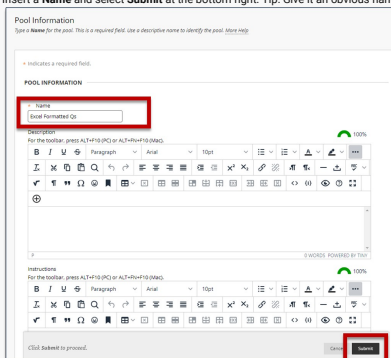 Insert a Name and select Submit at the bottom right. Tip: Give it an obvious nam
Pool Information
Type a Name for the pool. This is a required field. Use a descriptive name to identify the pool. More Help
* Indicates a required field.
POOL INFORMATION
* Name
Excel Formatted Qs
Description
100%
For the toolbar, press ALT+F10 (PC) or ALT+FN+F10 (Mac).
B I U S Paragraph Arial 10pt
P
0 WORDS POWERED BY TINY
Instructions
100%
For the toolbar, press ALT+F10 (PC) or ALT+FN+F10 (Mac).
B I U S Paragraph Arial 10pt
Click Submit to proceed.
Cance
Submit